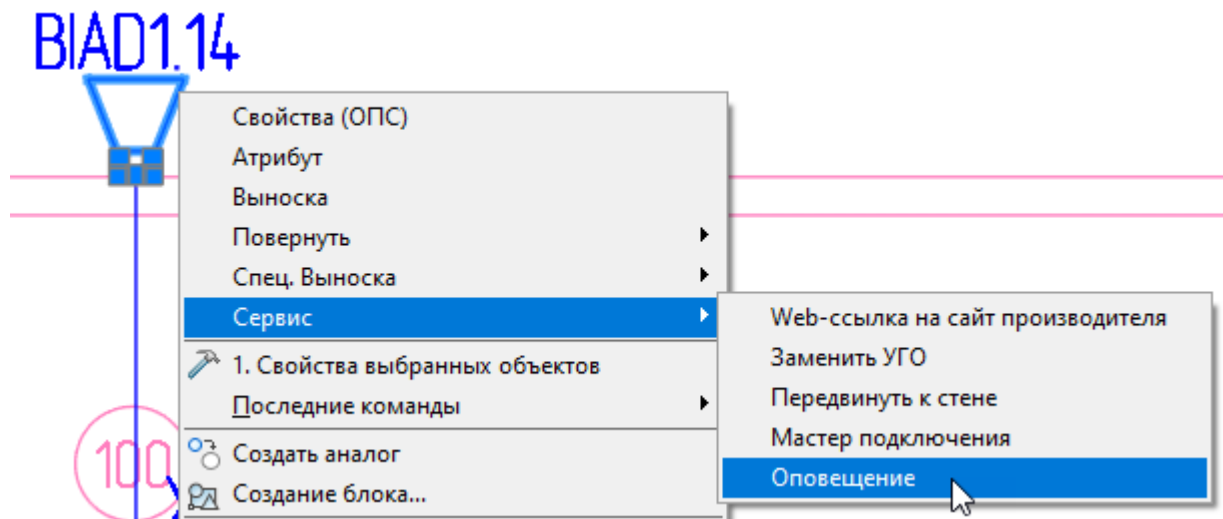 BIAD1.14
Свойства (ОПС)
Атрибут
Выноска
Повернуть
Спец. Выноска
Сервис
1. Свойства выбранных объектов
Последние команды
Создать аналог
Создание блока...
Web-ссылка на сайт производителя
Заменить УГО
Передвинуть к стене
Мастер подключения
Оповещение
100